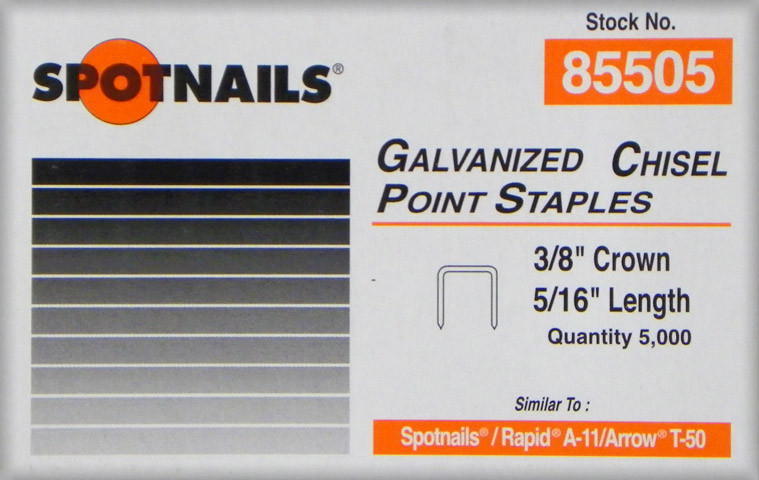 SPOTNAILS®
Stock No.
85505
GALVANIZED CHISEL
POINT STAPLES
3/8" Crown
5/16" Length
Quantity 5,000
Similar To :
Spotnails® / Rapid® A-11/Arrow® T-50